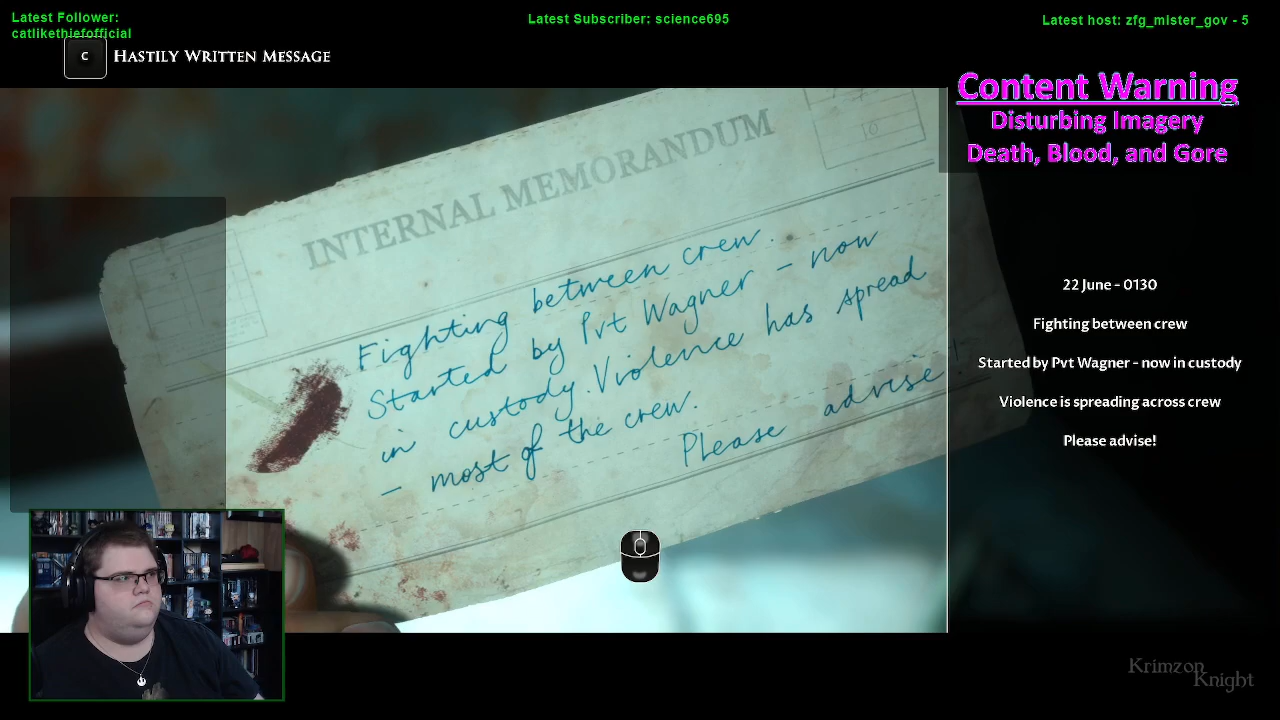 Latest Follower:
catlikethiefofficial
Latest Subscriber: science695
Latest host: zfg_mister_gov - 5
C
Hastily Written Message
Content Warning
Disturbing Imagery
Death, Blood, and Gore
INTERNAL MEMORANDUM
10
Fighting between crew.
Started by Pvt Wagner – now
in custody. Violence has spread
– most of the crew.
Please advise!
22 June - 0130
Fighting between crew
Started by Pvt Wagner - now in custody
Violence is spreading across crew
Please advise!
Krimzon
Knight